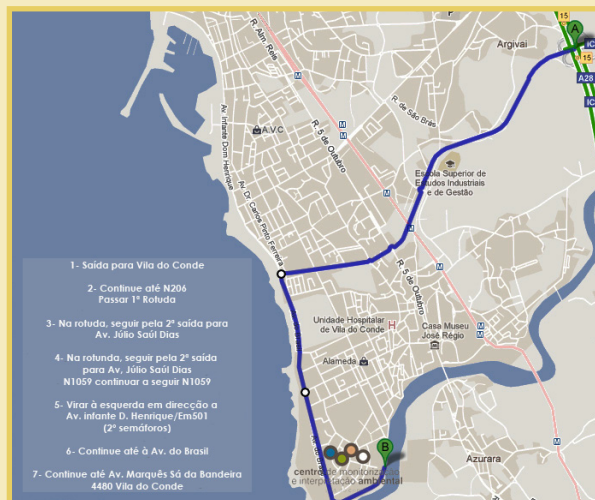 15
A
IC
15
A28
IC
P
Argivai
R. Alm. Reis
M
R. de São Bras
M
M
A.V.C
R. 5 de Outubro
Av. Infante Dom Henrique
Escola Superior de
Estudos Industriais
e de Gestão
M
Av. Dr. Carlos Pinto Ferreira
M
M
R. 5 de Outubro
1- Saída para Vila do Conde
2- Continue até N206
Passar 1ª Rotuda
3- Na rotuda, seguir pela 2ª saída para
Av. Júlio Saúl Dias
4- Na rotunda, seguir pela 2ª saída
para Av. Júlio Saúl Dias
N1059 continuar a seguir N1059
5- Virar à esquerda em direcção a
Av. infante D. Henrique/Em501
(2º semáforos)
6- Continue até à Av. do Brasil
7- Continue até Av. Marquês Sá da Bandeira
4480 Vila do Conde
Unidade Hospitalar
de Vila do Conde
H
Casa Museu
José Régio
M
M
Alameda
B
M
centro de monitorização
e interpretação ambiental
Azurara
M